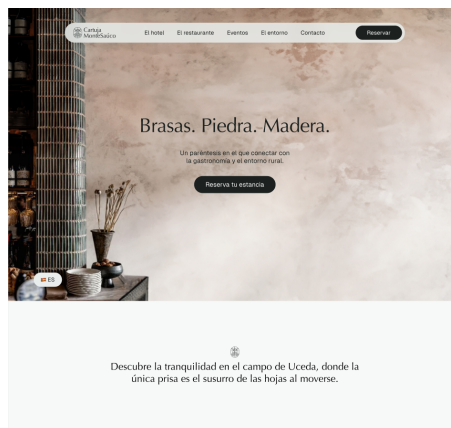 Cartuja
MonteSaúco
El hotel
El restaurante
Eventos
El entorno
Contacto
Reservar
Brasas. Piedra. Madera.
Un paréntesis en el que conectar con
la gastronomía y el entorno rural.
Reserva tu estancia
ES
Descubre la tranquilidad en el campo de Uceda, donde la
única prisa es el susurro de las hojas al moverse.